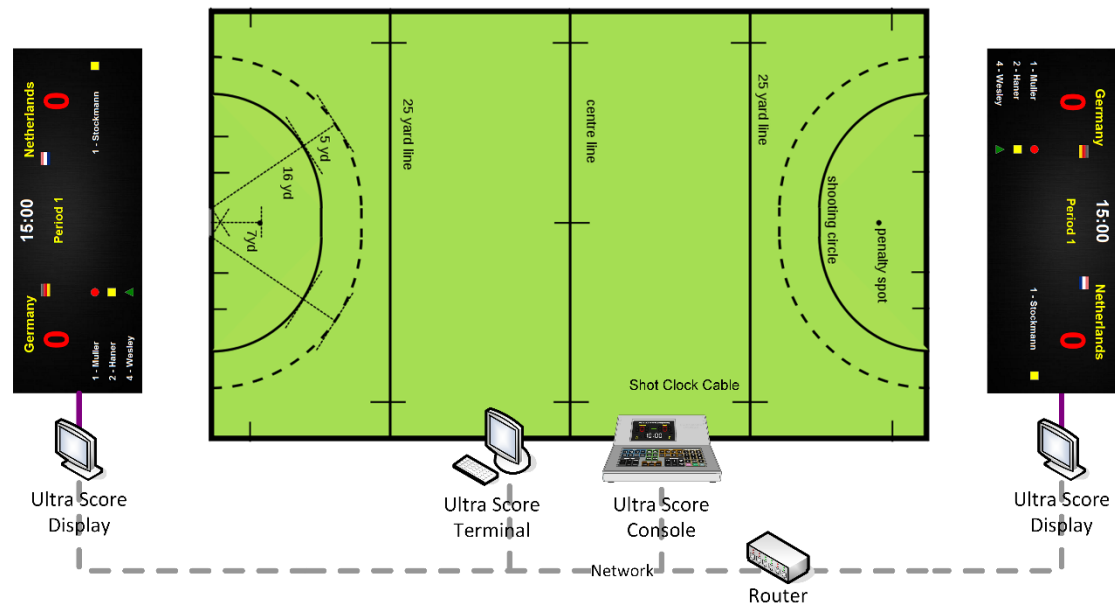 Netherlands
0
1 - Stockmann
15:00
Period 1
Germany
0
1 - Muller
2 - Haner
4 - Wesley
25 yard line
centre line
25 yard line
5 yd
16 yd
7yd
shooting circle
penalty spot
Germany
0
1 - Muller
2 - Haner
4 - Wesley
15:00
Period 1
Netherlands
0
1 - Stockmann
Shot Clock Cable
10:00
Ultra Score
Display
Ultra Score
Terminal
Ultra Score
Console
Ultra Score
Display
Network
Router